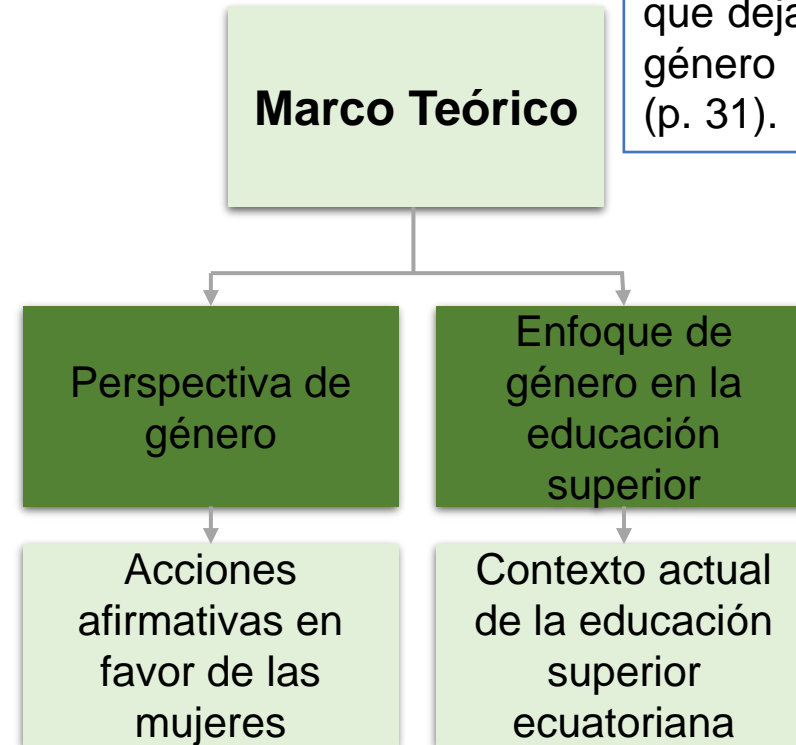 que deja
género
(p. 31).
Marco Teórico
Perspectiva de
género
Enfoque de
género en la
educación
superior
Acciones
afirmativas en
favor de las
mujeres
Contexto actual
de la educación
superior
ecuatoriana